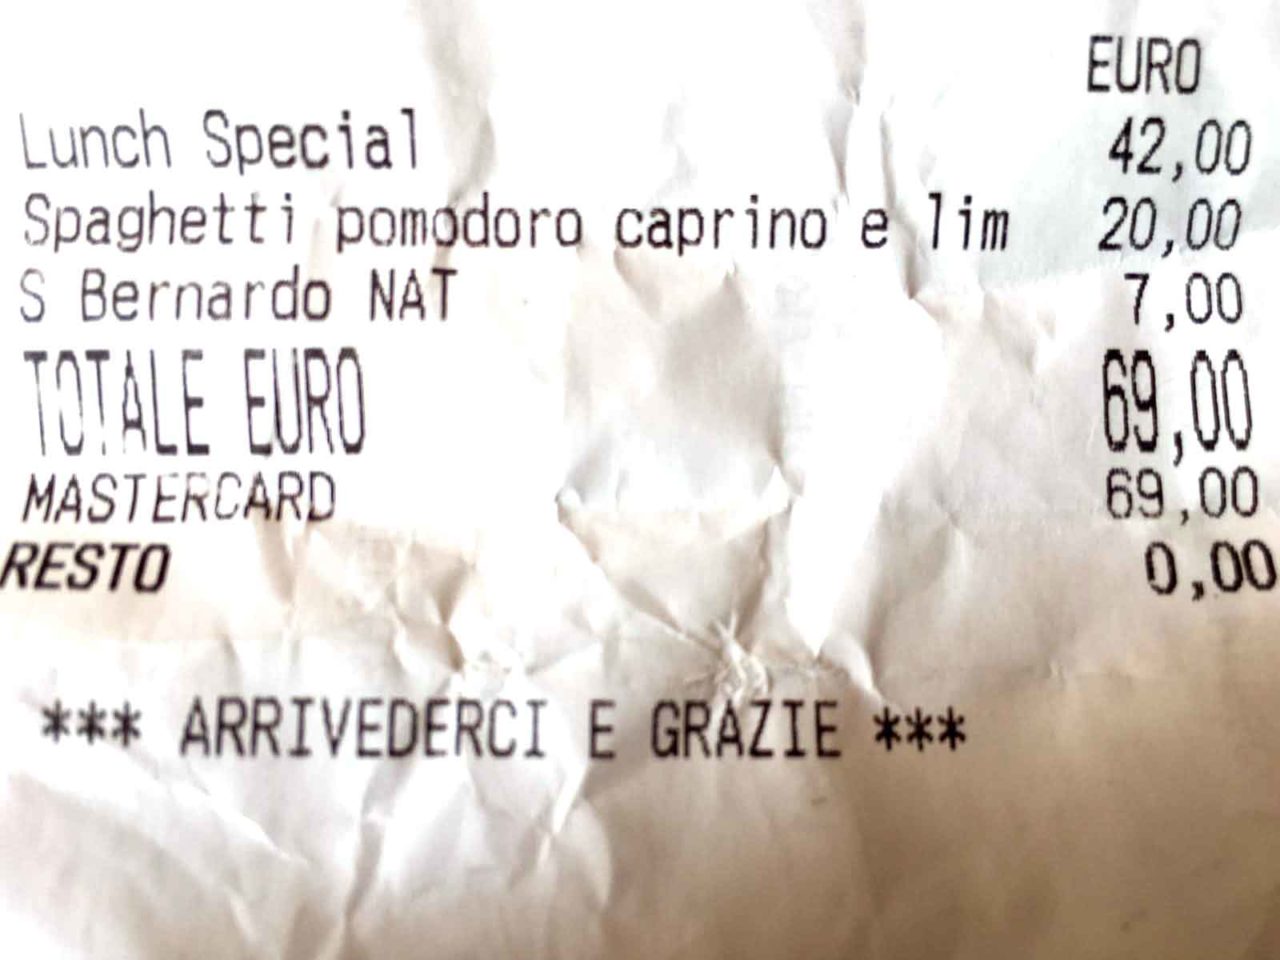 EURO
Lunch Special 42,00
Spaghetti pomodoro caprino e lim 20,00
S Bernardo NAT 7,00
TOTALE EURO 69,00
MASTERCARD 69,00
RESTO 0,00
*** ARRIVEDERCI E GRAZIE ***